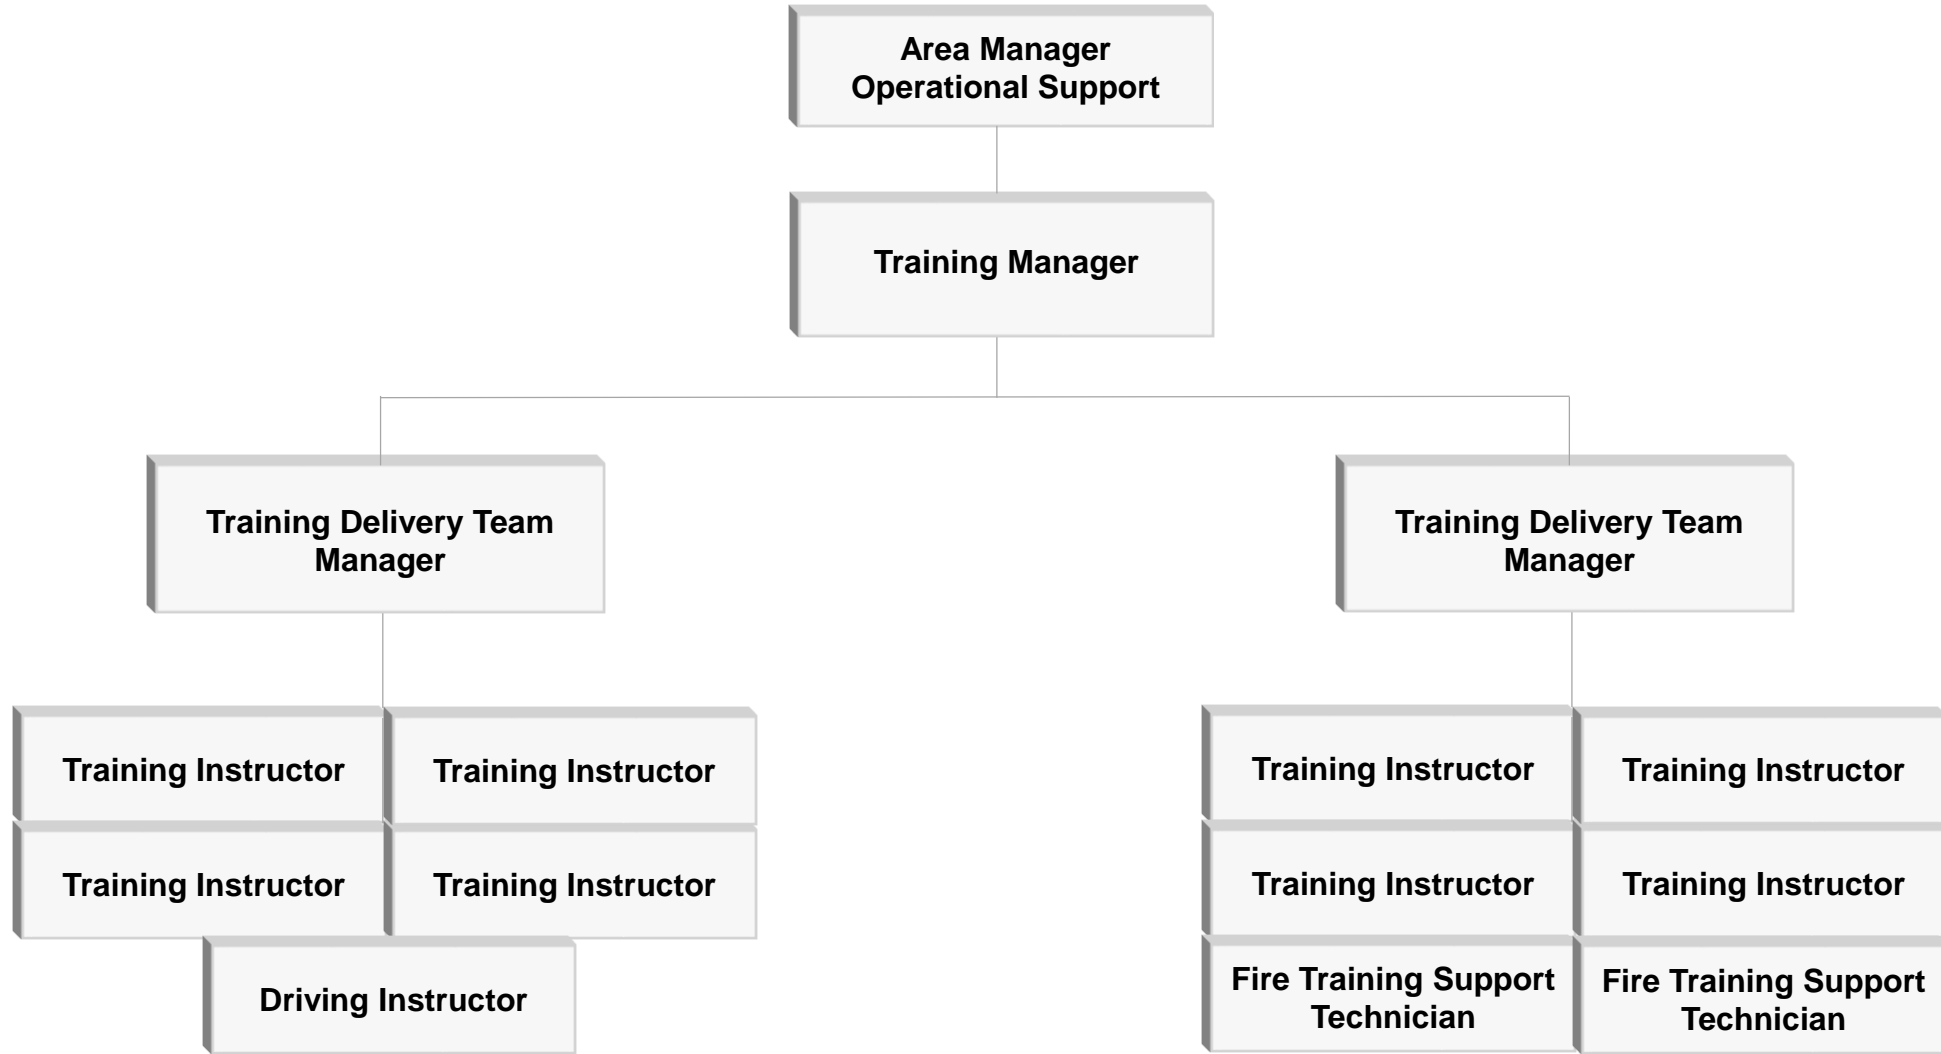 Area Manager
Operational Support
Training Manager
Training Delivery Team
Manager
Training Delivery Team
Manager
Training Instructor
Training Instructor
Training Instructor
Training Instructor
Driving Instructor
Training Instructor
Training Instructor
Training Instructor
Training Instructor
Fire Training Support
Technician
Fire Training Support
Technician